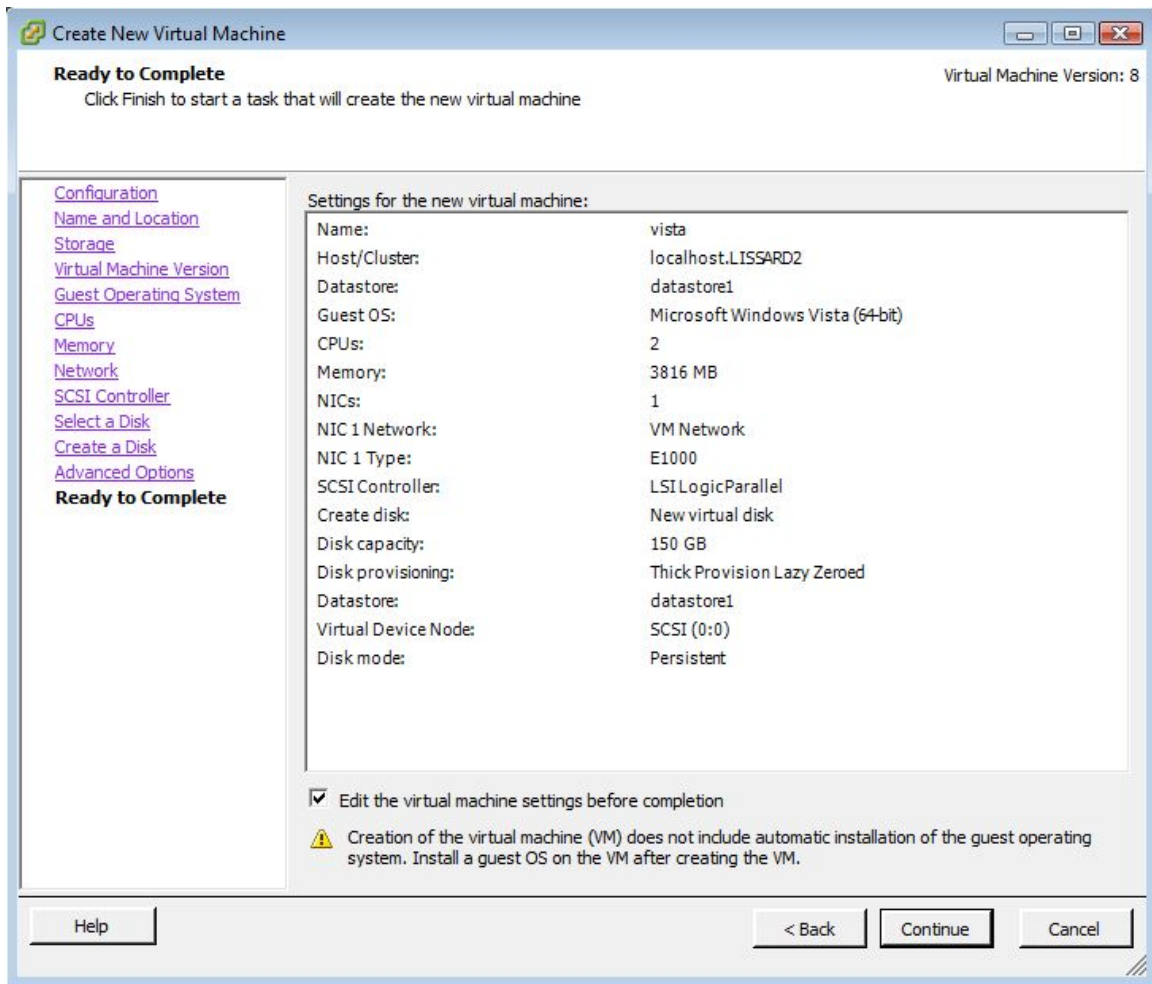 Create New Virtual Machine
Ready to Complete
Virtual Machine Version: 8
Click Finish to start a task that will create the new virtual machine
Configuration
Name and Location
Storage
Virtual Machine Version
Guest Operating System
CPUs
Memory
Network
SCSI Controller
Select a Disk
Create a Disk
Advanced Options
Ready to Complete
Settings for the new virtual machine:
Name: vista
Host/Cluster: localhost.LISSARD2
Datastore: datastore1
Guest OS: Microsoft Windows Vista (64-bit)
CPUs: 2
Memory: 3816 MB
NICs: 1
NIC 1 Network: VM Network
NIC 1 Type: E1000
SCSI Controller: LSI Logic Parallel
Create disk: New virtual disk
Disk capacity: 150 GB
Disk provisioning: Thick Provision Lazy Zeroed
Datastore: datastore1
Virtual Device Node: SCSI (0:0)
Disk mode: Persistent
Edit the virtual machine settings before completion
Creation of the virtual machine (VM) does not include automatic installation of the guest operating
system. Install a guest OS on the VM after creating the VM.
Help
< Back
Continue
Cancel